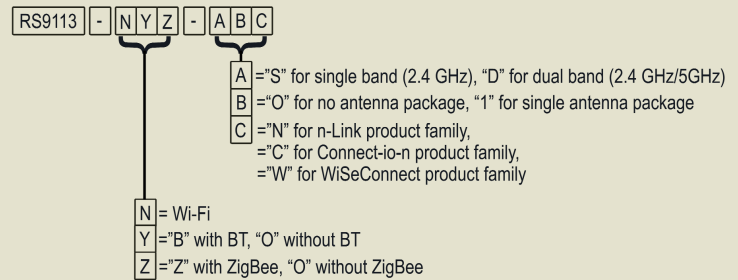 RS9113 - N Y Z - A B C
A =”S” for single band (2.4 GHz), “D” for dual band (2.4 GHz/5GHz)
B =“O” for no antenna package, “1” for single antenna package
C =”N” for n-Link product family,
=”C” for Connect-io-n product family,
=”W” for WiSeConnect product family
N = Wi-Fi
Y =”B” with BT, “O” without BT
Z =”Z” with ZigBee, “O” without ZigBee